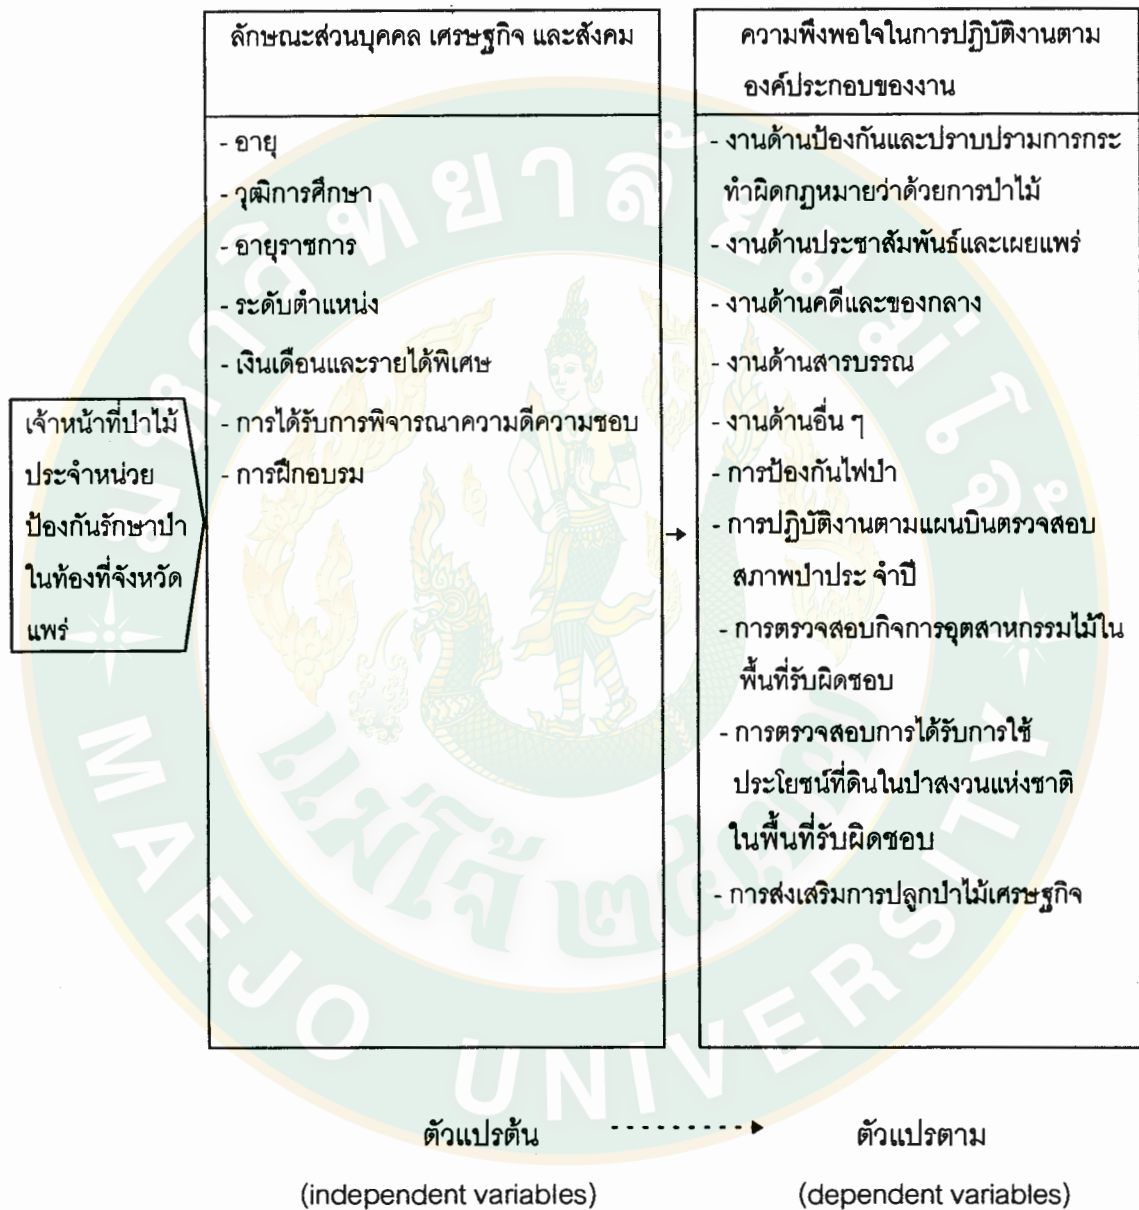 ลักษณะส่วนบุคคล เศรษฐกิจ และสังคม
- อายุ
- วุฒิการศึกษา
- อายุราชการ
- ระดับตำแหน่ง
- เงินเดือนและรายได้พิเศษ
- การได้รับการพิจารณาความดีความชอบ
- การฝึกอบรม
เจ้าหน้าที่ป่าไม้
ประจำหน่วย
ป้องกันรักษาป่า
ในท้องที่จังหวัด
แพร่
ความพึงพอใจในการปฏิบัติงานตาม
องค์ประกอบของงาน
- งานด้านป้องกันและปราบปรามการกระ
ทำผิดกฎหมายว่าด้วยการป่าไม้
- งานด้านประชาสัมพันธ์และเผยแพร่
- งานด้านคดีและของกลาง
- งานด้านสารบรรณ
- งานด้านอื่น ๆ
- การป้องกันไฟป่า
- การปฏิบัติงานตามแผนบินตรวจสอบ
สภาพป่าประ จำปี
- การตรวจสอบกิจการอุตสาหกรรมไม้ใน
พื้นที่รับผิดชอบ
- การตรวจสอบการได้รับการใช้
ประโยชน์ที่ดินในป่าสงวนแห่งชาติ
ในพื้นที่รับผิดชอบ
- การส่งเสริมการปลูกป่าไม้เศรษฐกิจ
ตัวแปรต้น
ตัวแปรตาม
(independent variables)
(dependent variables)
มหาวิทยาลัยแม่โจ้
แม่โจ้ ๒๔๗๗
MAEJO UNIVERSITY